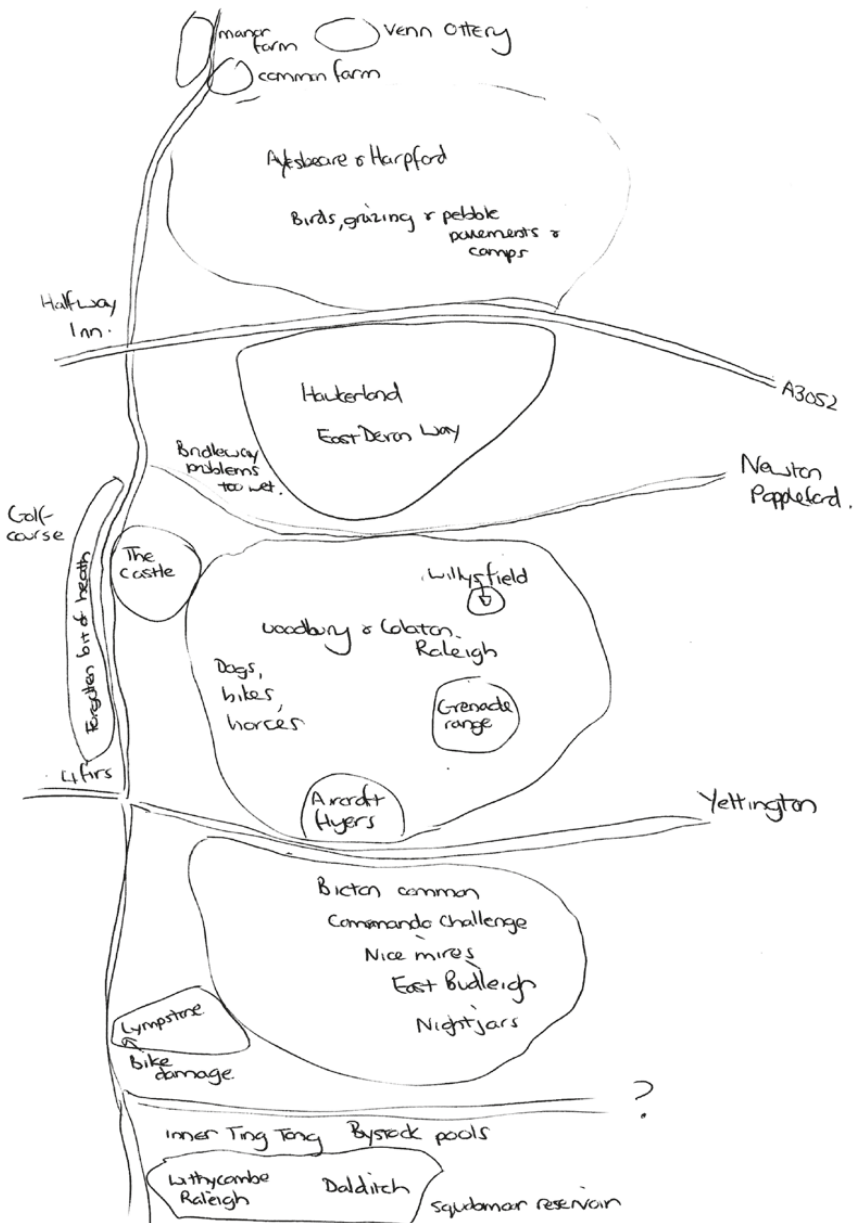 manor
farm
Venn Ottery
common farm
Aylesbeare & Harpford
Birds, grazing & pebble
pavements &
camps
Halfway
Inn.
A3052
Hawkerland
East Devon Way
Bridleway
problems
too wet.
Newton
Poppleford.
Golf
course
The
Castle
Forgotten bit of heath
Willysfield
Woodbury & Colaton
Raleigh
Dogs,
bikes,
horces
Grenade
range
4 firs
Aircraft
flyers
Yettington
Bicton common
Commando Challenge
Nice mires
East Budleigh
Nightjars
Lympstone.
Bike
damage.
?
Inner Ting Tong Bystock pools
Withycombe
Raleigh
Dalditch
Squabmoor reservoir